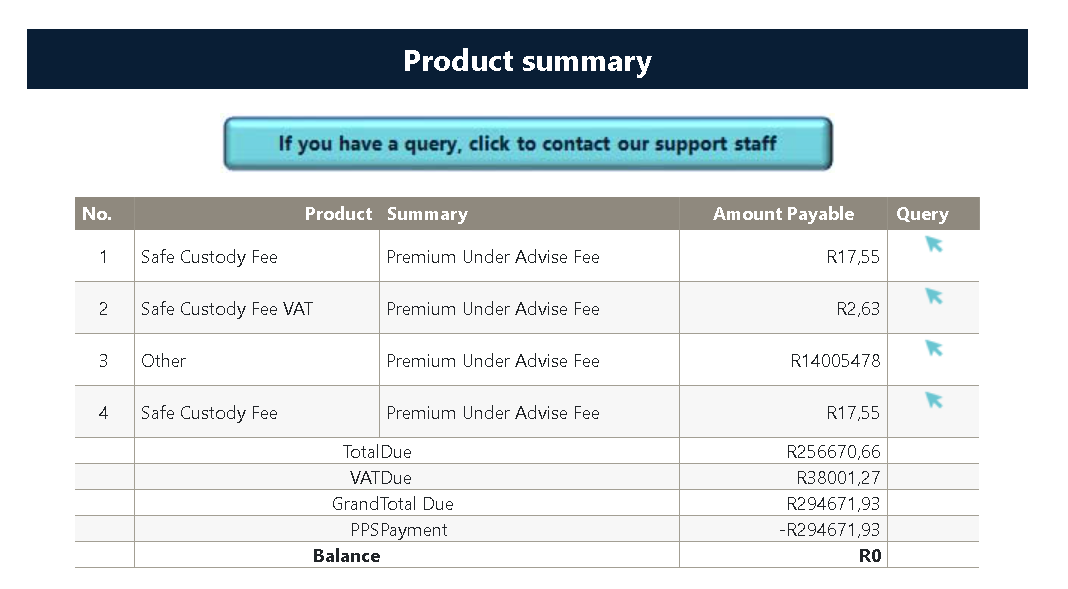 Product summary
If you have a query, click to contact our support staff
No. Product Summary Amount Payable Query
1 Safe Custody Fee Premium Under Advise Fee R17,55
2 Safe Custody Fee VAT Premium Under Advise Fee R2,63
3 Other Premium Under Advise Fee R14005478
4 Safe Custody Fee Premium Under Advise Fee R17,55
TotalDue R256670,66
VATDue R38001,27
GrandTotal Due R294671,93
PPSPayment -R294671,93
Balance R0